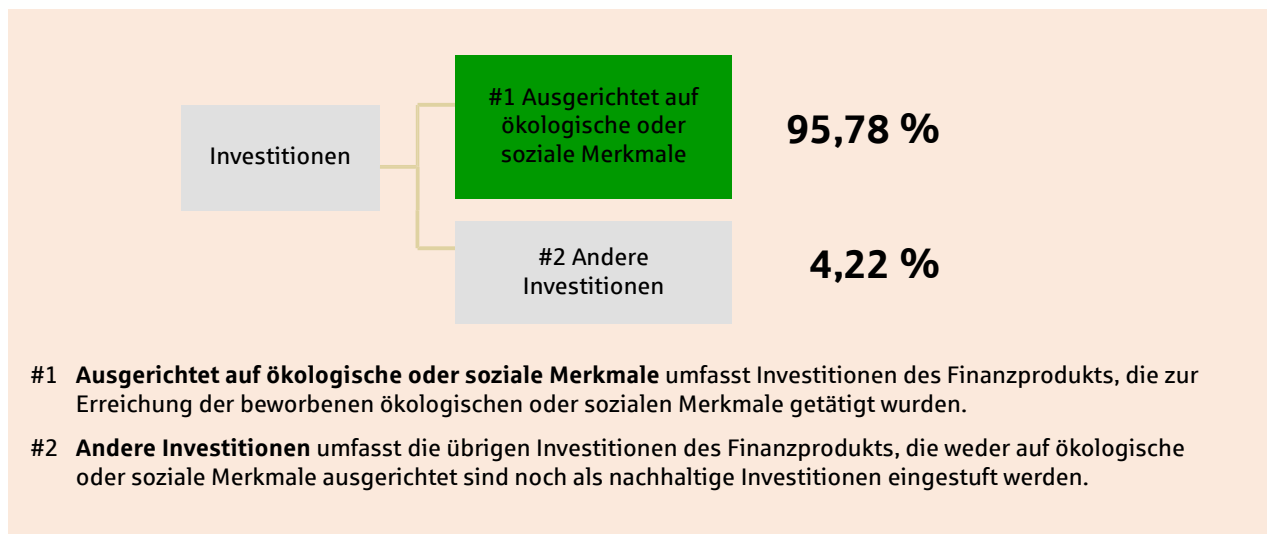 Investitionen
#1 Ausgerichtet auf
ökologische oder
soziale Merkmale
95,78 %
#2 Andere
Investitionen
4,22 %
#1 Ausgerichtet auf ökologische oder soziale Merkmale umfasst Investitionen des Finanzprodukts, die zur
Erreichung der beworbenen ökologischen oder sozialen Merkmale getätigt wurden.
#2 Andere Investitionen umfasst die übrigen Investitionen des Finanzprodukts, die weder auf ökologische
oder soziale Merkmale ausgerichtet sind noch als nachhaltige Investitionen eingestuft werden.